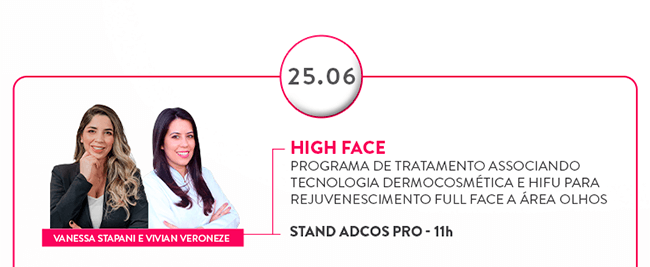 25.06
HIGH FACE
PROGRAMA DE TRATAMENTO ASSOCIANDO
TECNOLOGIA DERMOCOSMÉTICA E HIFU PARA
REJUVENESCIMENTO FULL FACE A ÁREA OLHOS
STAND ADCOS PRO - 11h
VANESSA STAPANI E VIVIAN VERONEZE